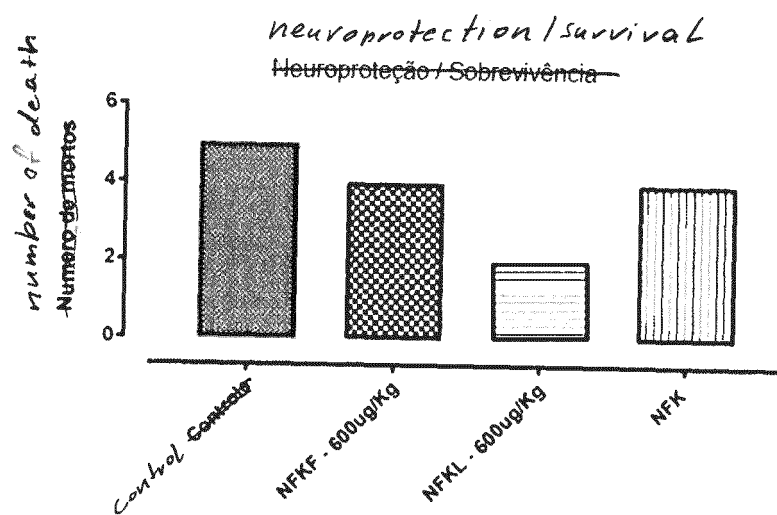 neuroprotection / survival
Neuroproteção / Sobrevivência
number of death
Numero de mortos
6
4
2
0
control Controle
NFKF - 600ug/Kg
NFKL - 600ug/Kg
NFK